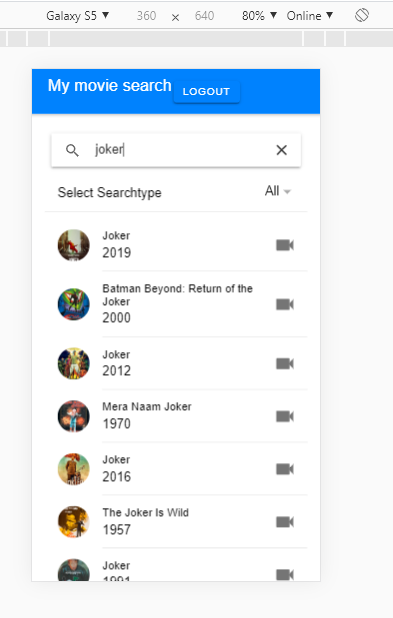 Galaxy S5 ▼ 360 × 640 80% ▼ Online ▼
My movie search LOGOUT
joker
Select Searchtype All
Joker
2019
Batman Beyond: Return of the
Joker
2000
Joker
2012
Mera Naam Joker
1970
Joker
2016
The Joker Is Wild
1957
Joker
1991